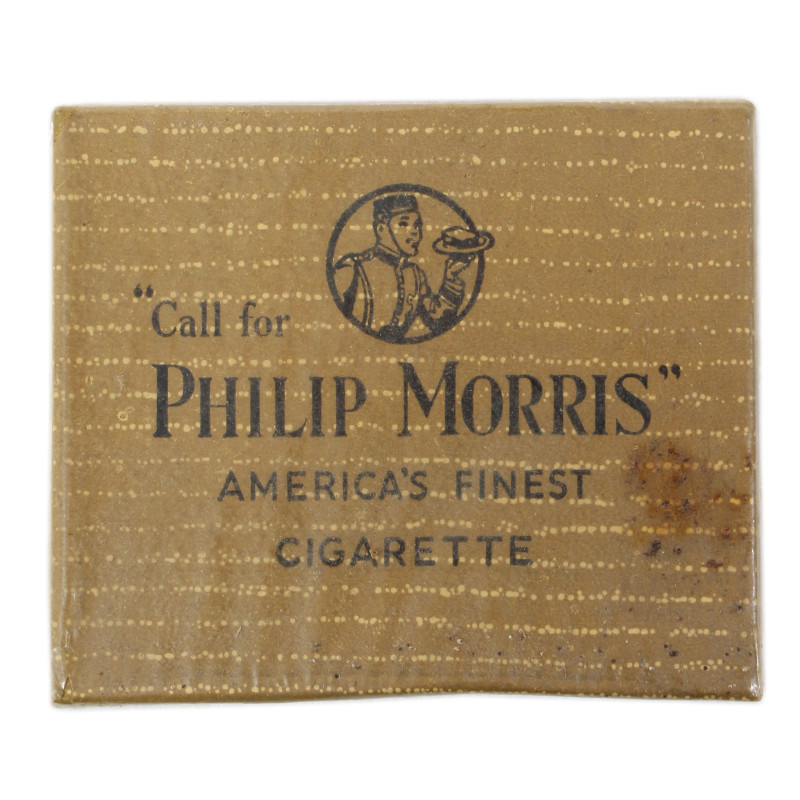 "Call for
PHILIP MORRIS"
AMERICA'S FINEST
CIGARETTE